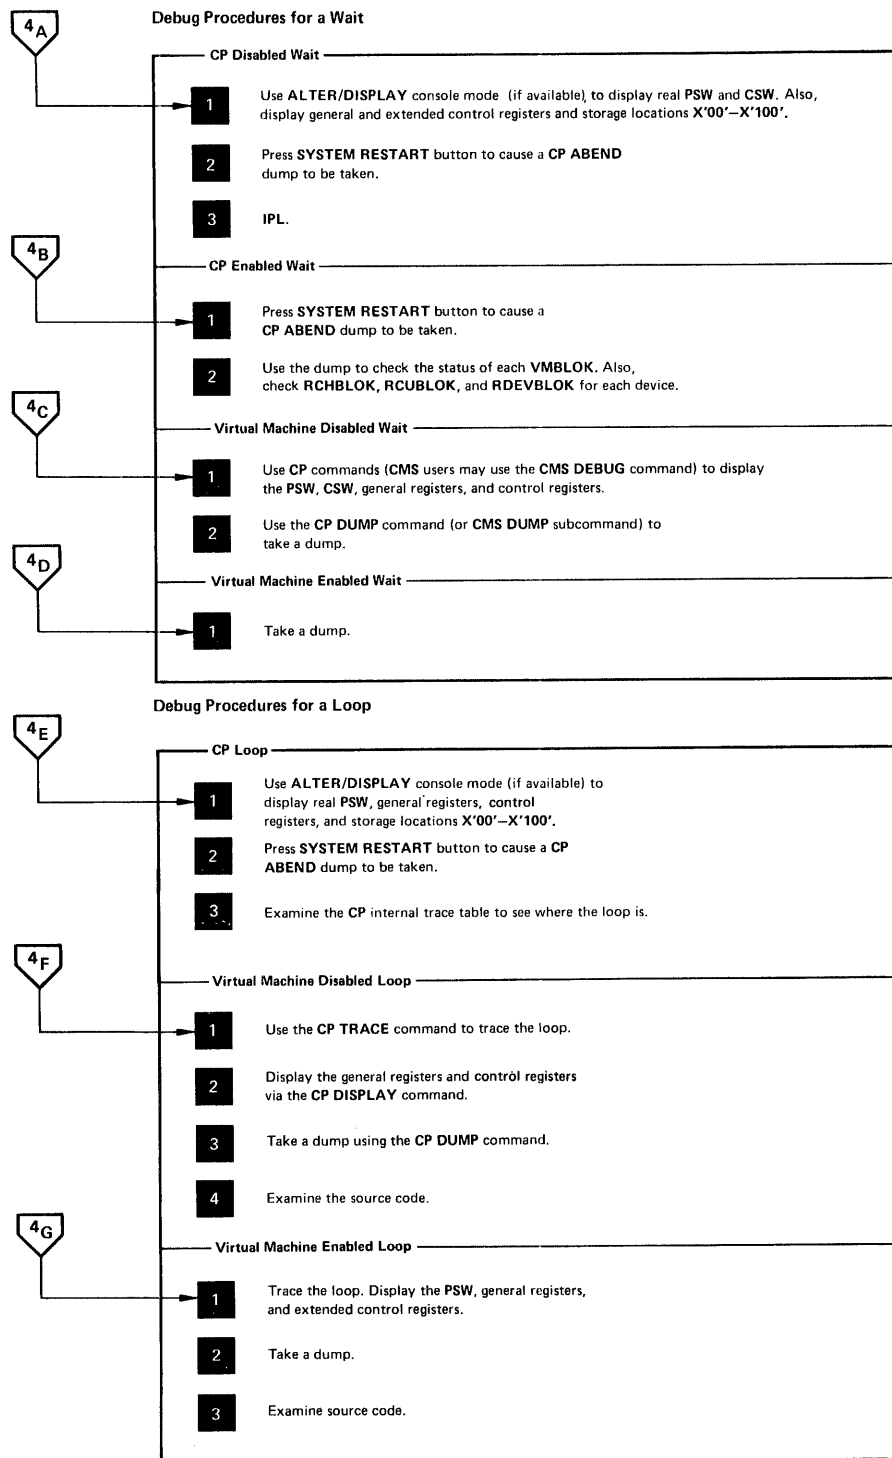 Debug Procedures for a Wait
4A
CP Disabled Wait
1
Use ALTER/DISPLAY console mode (if available), to display real PSW and CSW. Also,
display general and extended control registers and storage locations X'00'–X'100'.
2
Press SYSTEM RESTART button to cause a CP ABEND
dump to be taken.
3
IPL.
4B
CP Enabled Wait
1
Press SYSTEM RESTART button to cause a
CP ABEND dump to be taken.
2
Use the dump to check the status of each VMBLOK. Also,
check RCHBLOK, RCUBLOK, and RDEVBLOK for each device.
4C
Virtual Machine Disabled Wait
1
Use CP commands (CMS users may use the CMS DEBUG command) to display
the PSW, CSW, general registers, and control registers.
2
Use the CP DUMP command (or CMS DUMP subcommand) to
take a dump.
4D
Virtual Machine Enabled Wait
1
Take a dump.
Debug Procedures for a Loop
4E
CP Loop
1
Use ALTER/DISPLAY console mode (if available) to
display real PSW, general registers, control
registers, and storage locations X'00'–X'100'.
2
Press SYSTEM RESTART button to cause a CP
ABEND dump to be taken.
3
Examine the CP internal trace table to see where the loop is.
4F
Virtual Machine Disabled Loop
1
Use the CP TRACE command to trace the loop.
2
Display the general registers and control registers
via the CP DISPLAY command.
3
Take a dump using the CP DUMP command.
4
Examine the source code.
4G
Virtual Machine Enabled Loop
1
Trace the loop. Display the PSW, general registers,
and extended control registers.
2
Take a dump.
3
Examine source code.